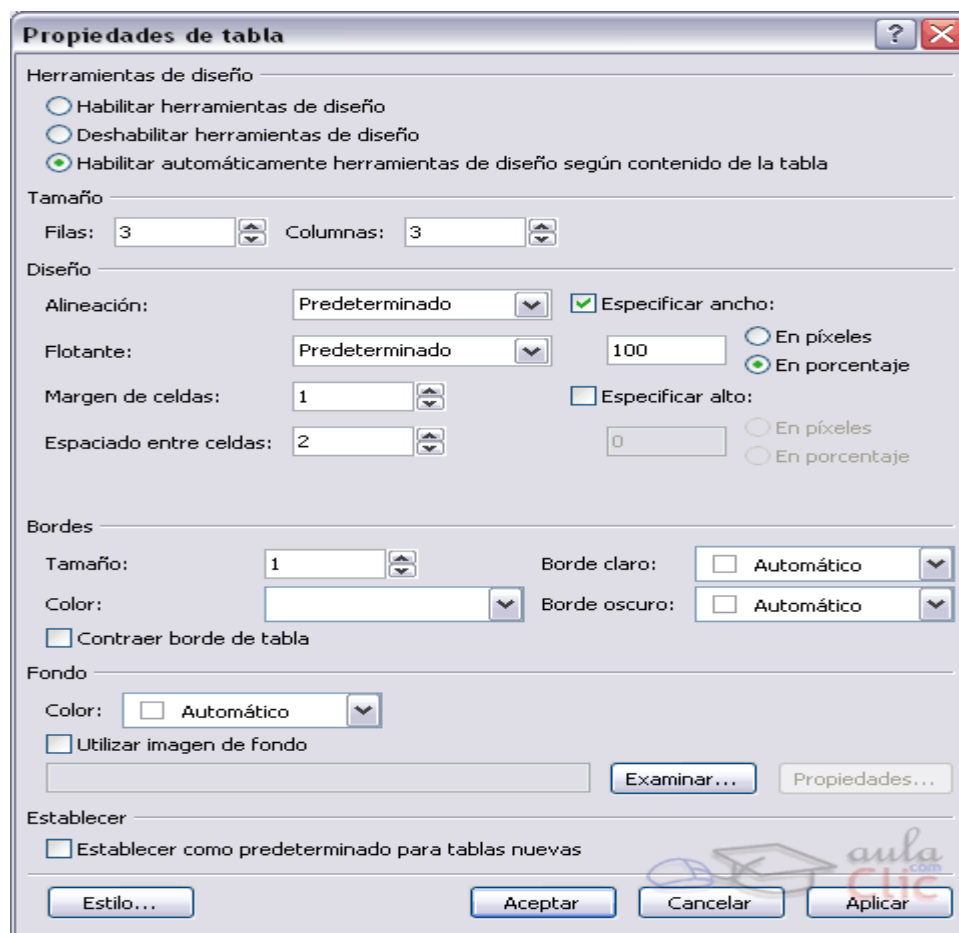 Propiedades de tabla
Herramientas de diseño
Habilitar herramientas de diseño
Deshabilitar herramientas de diseño
Habilitar automáticamente herramientas de diseño según contenido de la tabla
Tamaño
Filas: 3 Columnas: 3
Diseño
Alineación: Predeterminado Especificar ancho:
Flotante: Predeterminado 100 En píxeles
En porcentaje
Margen de celdas: 1 Especificar alto:
Espaciado entre celdas: 2 0 En píxeles
En porcentaje
Bordes
Tamaño: 1 Borde claro: Automático
Color: Borde oscuro: Automático
Contraer borde de tabla
Fondo
Color: Automático
Utilizar imagen de fondo
Examinar... Propiedades...
Establecer
Establecer como predeterminado para tablas nuevas
aula
.com
Clic
Estilo... Aceptar Cancelar Aplicar